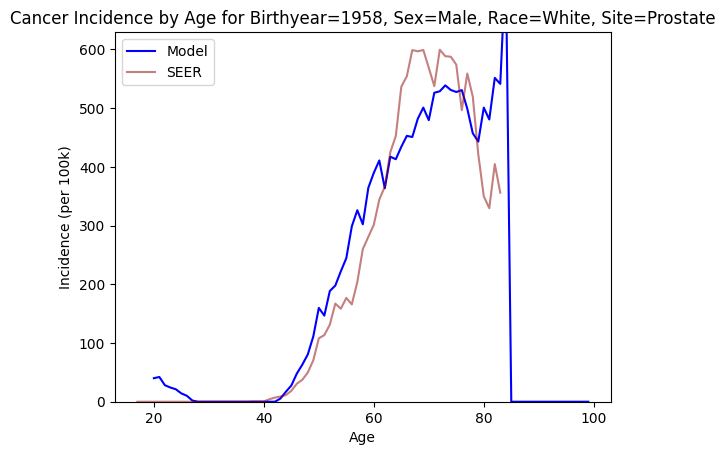 Cancer Incidence by Age for Birthyear=1958, Sex=Male, Race=White, Site=Prostate
Model
SEER
600
500
400
300
200
100
0
Incidence (per 100k)
20
40
60
80
100
Age